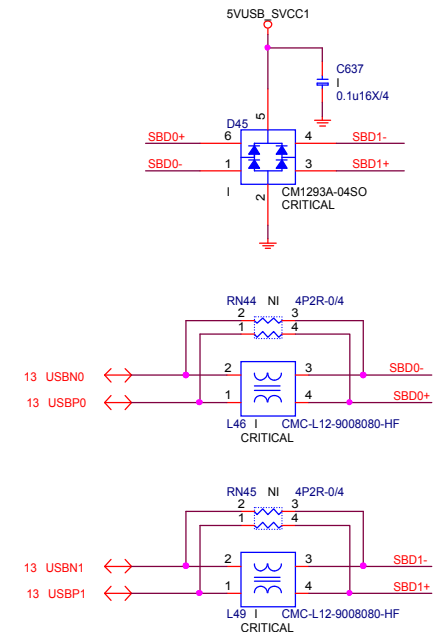 5VUSB_SVCC1
C637
I
0.1u16X/4
D45
5
SBD0+ 6 4 SBD1-
SBD0- 1 3 SBD1+
I 2 CM1293A-04SO
CRITICAL
RN44 NI 4P2R-0/4
2 3
1 4
13 USBN0 2 3 SBD0-
13 USBP0 1 4 SBD0+
L46 I CMC-L12-9008080-HF
CRITICAL
RN45 NI 4P2R-0/4
2 3
1 4
13 USBN1 2 3 SBD1-
13 USBP1 1 4 SBD1+
L49 I CMC-L12-9008080-HF
CRITICAL